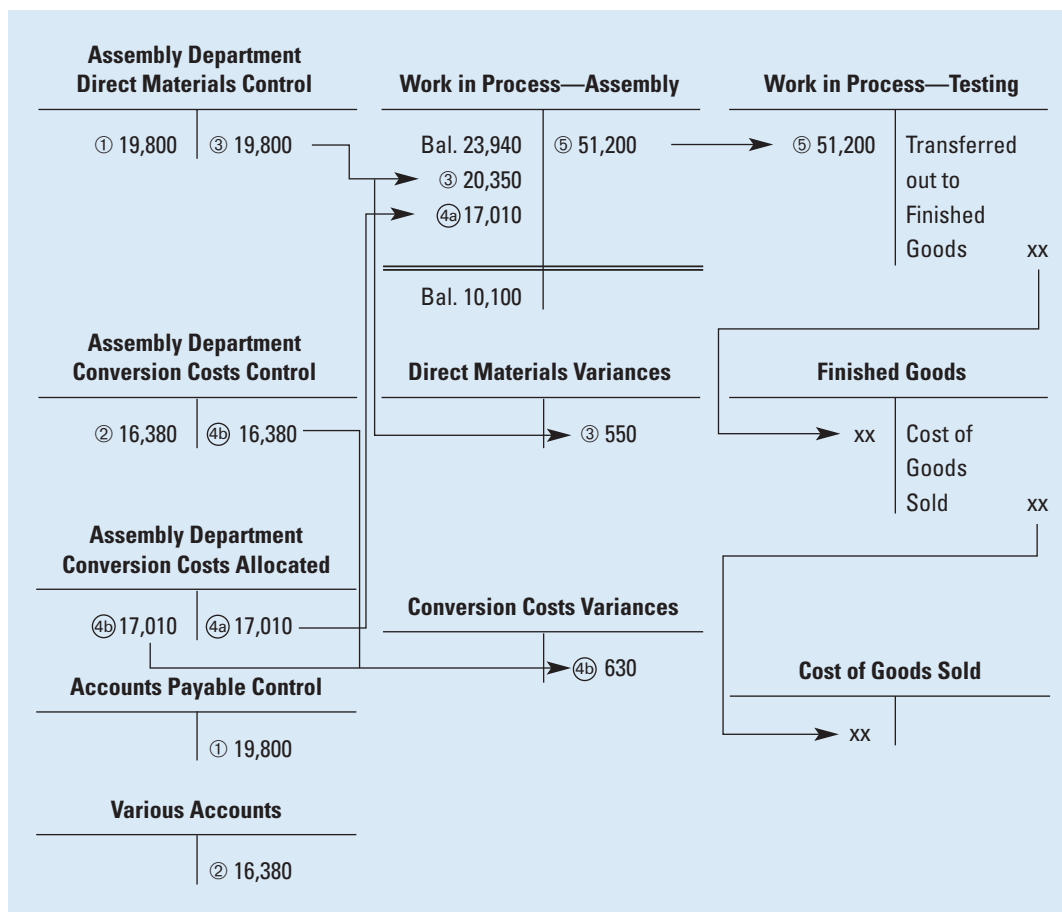 Assembly Department
Direct Materials Control
① 19,800 ③ 19,800
Work in Process—Assembly
Bal. 23,940 ⑤ 51,200
③ 20,350
4a 17,010
Bal. 10,100
Work in Process—Testing
⑤ 51,200 Transferred
out to
Finished
Goods xx
Assembly Department
Conversion Costs Control
② 16,380 4b 16,380
Direct Materials Variances
③ 550
Finished Goods
xx Cost of
Goods
Sold xx
Assembly Department
Conversion Costs Allocated
4b 17,010 4a 17,010
Conversion Costs Variances
4b 630
Cost of Goods Sold
xx
Accounts Payable Control
① 19,800
Various Accounts
② 16,380